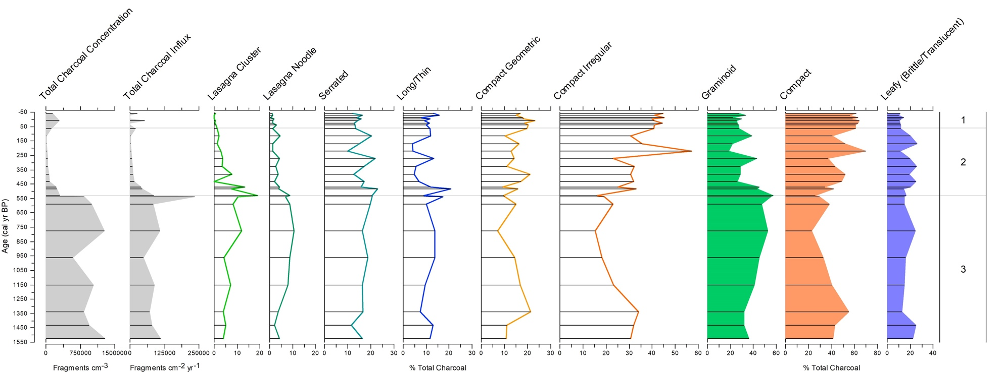 Total Charcoal Concentration
Total Charcoal Influx
Lasagna Cluster
Lasagna Noodle
Serrated
Long/Thin
Compact Geometric
Compact Irregular
Graminoid
Compact
Leafy (Brittle/Translucent)
-50
50
150
250
350
450
550
650
750
850
950
1050
1150
1250
1350
1450
1550
Age (cal yr BP)
1
2
3
0 750000 1500000
0 125000 250000
0 10 20
0 10 20
0 10 20 30
0 10 20 30
0 10 20 30
0 10 20 30 40 50 60
0 20 40 60
0 20 40 60 80
0 20 40
Fragments cm-3
Fragments cm-2 yr-1
% Total Charcoal
% Total Charcoal